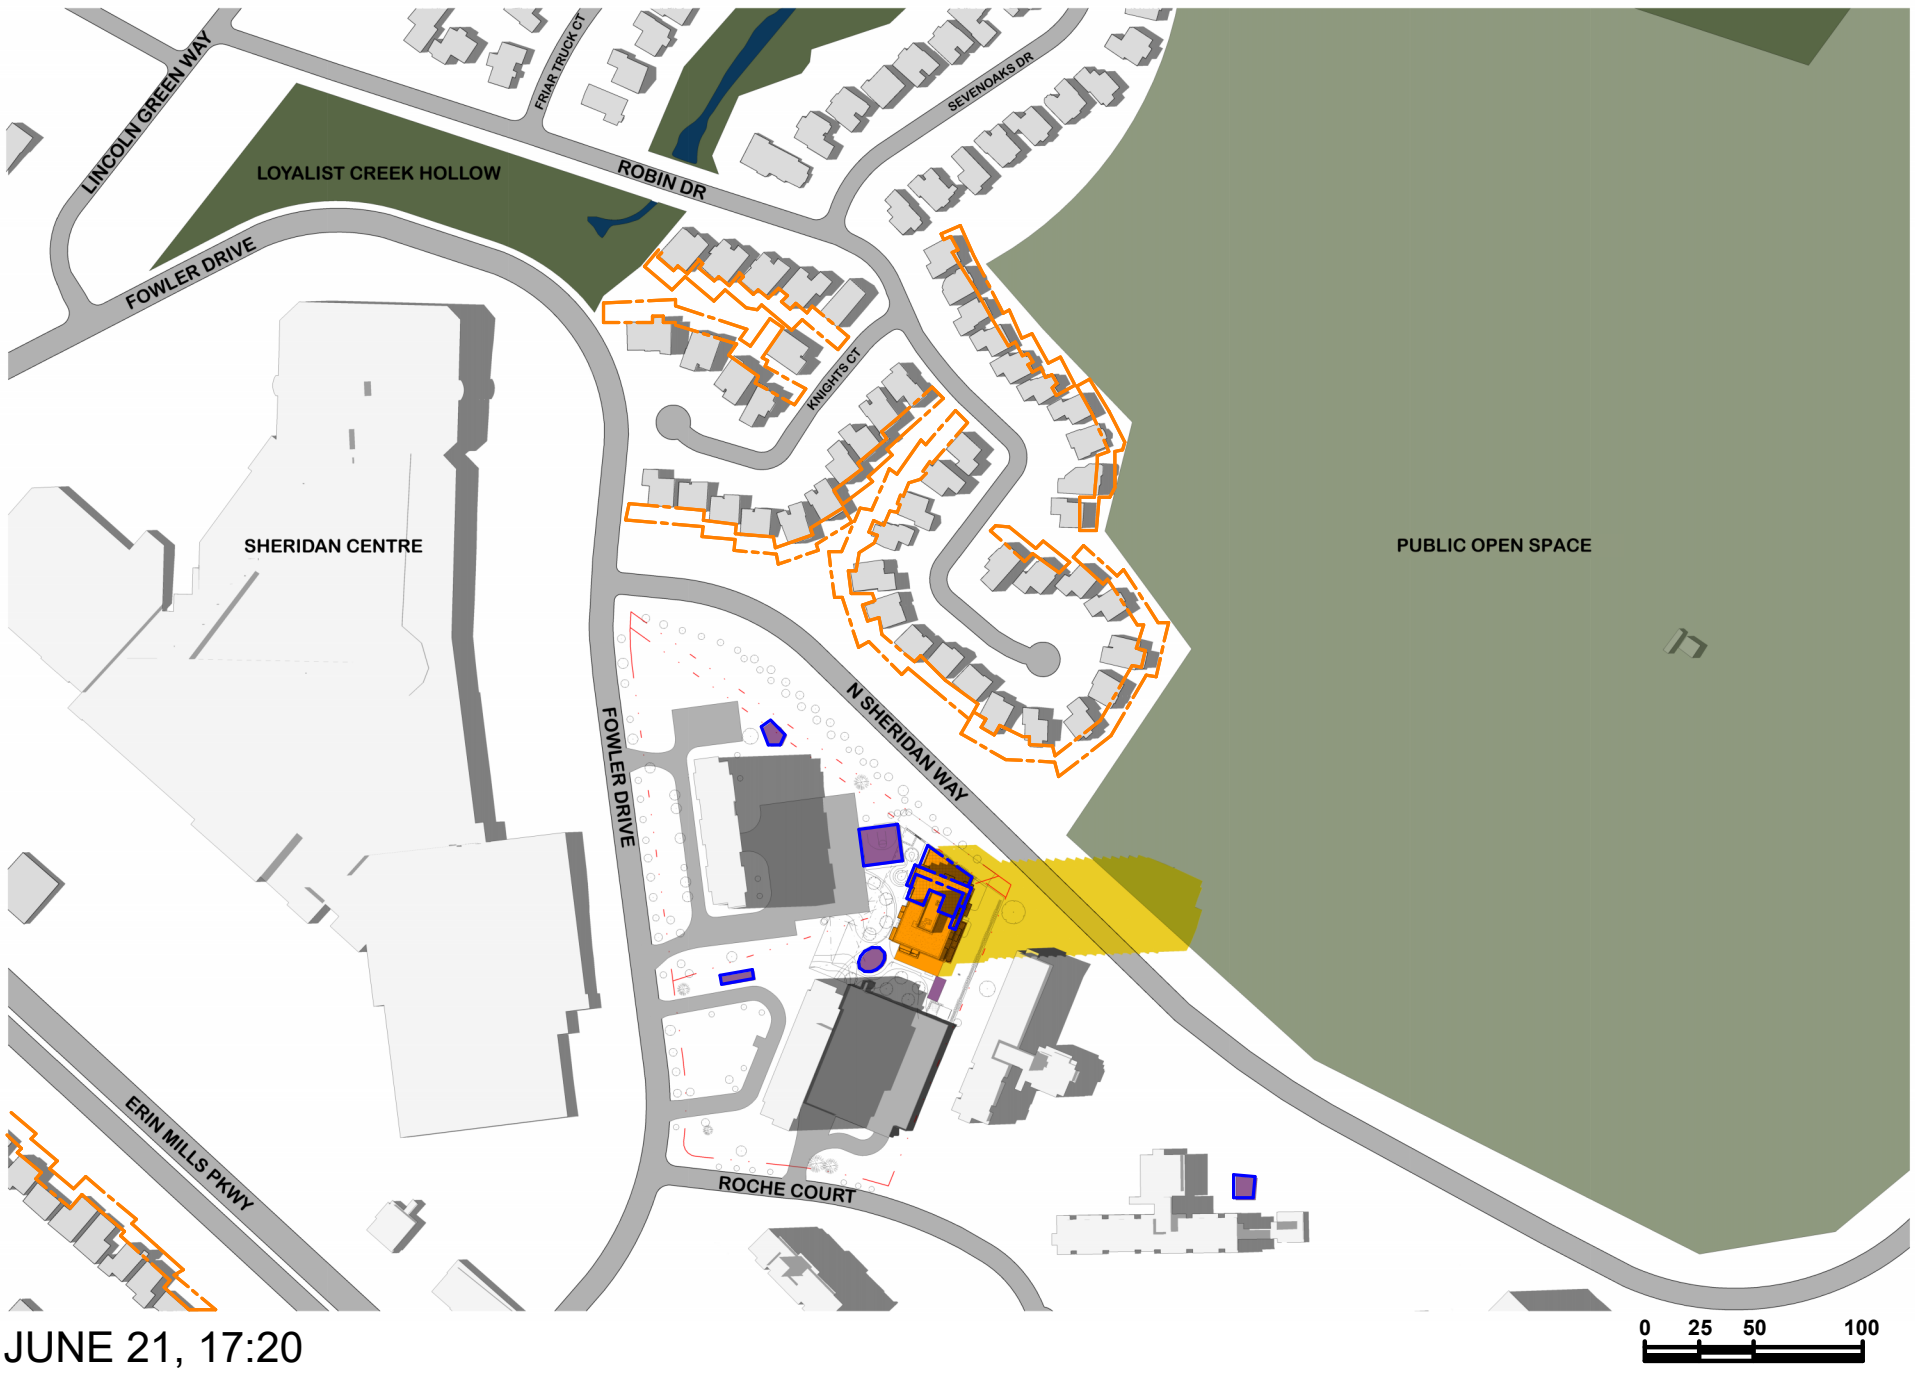 LINCOLN GREEN WAY
FRIAR TRUCK CT
SEVENOAKS DR
LOYALIST CREEK HOLLOW
ROBIN DR
FOWLER DRIVE
KNIGHTS CT
SHERIDAN CENTRE
PUBLIC OPEN SPACE
N SHERIDAN WAY
FOWLER DRIVE
ERIN MILLS PKWY
ROCHE COURT
JUNE 21, 17:20
0 25 50 100